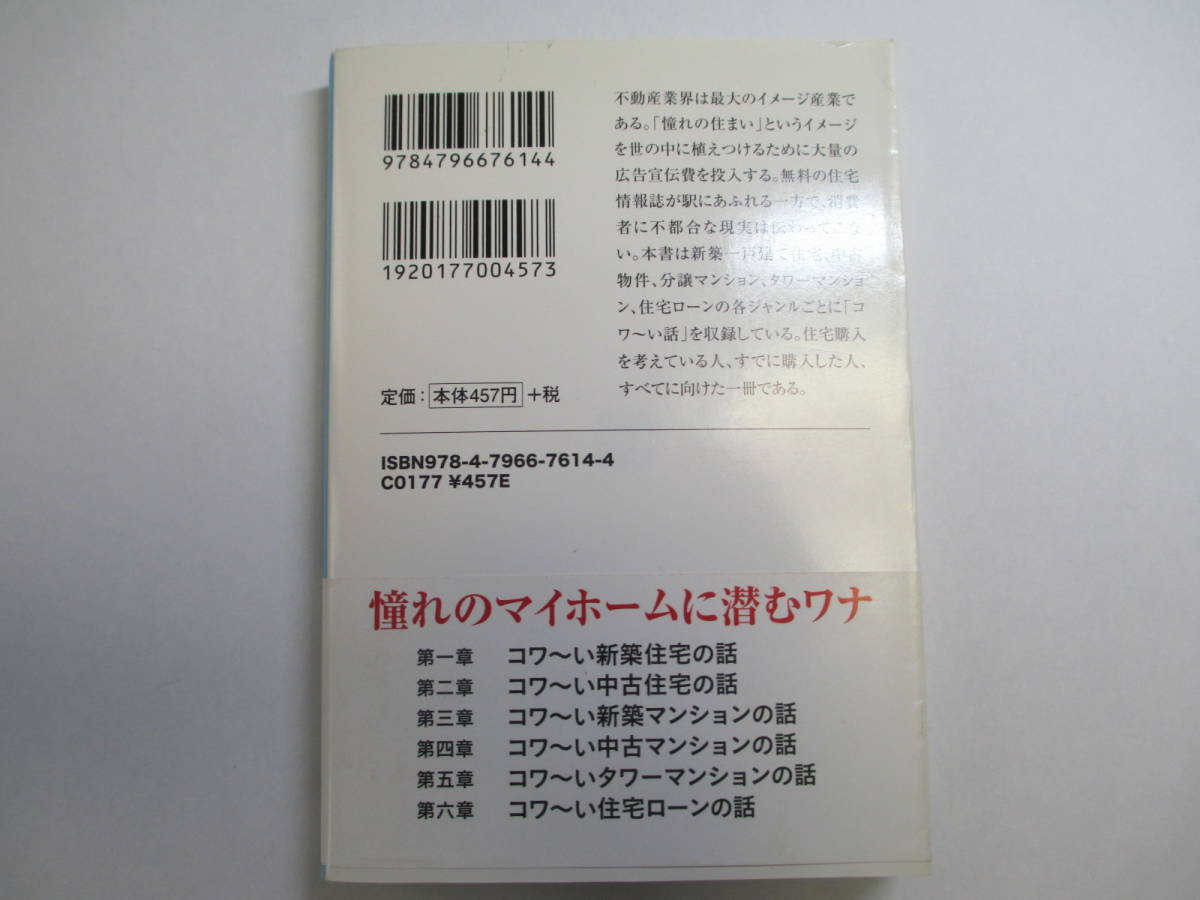 9784796676144
1920177004573
定価：本体457円+税
ISBN978-4-7966-7614-4
C0177 ¥457E
不動産業界は最大のイメージ産業で
ある。「憧れの住まい」というイメージ
を世の中に植えつけるために大量の
広告宣伝費を投入する。無料の住宅
情報誌が駅にあふれる一方で、消費
者に不都合な現実は伝わってこな
い。本書は新築一戸建て住宅、中古
物件、分譲マンション、タワーマンショ
ン、住宅ローンの各ジャンルごとに「コ
ワ〜い話」を収録している。住宅購入
を考えている人、すでに購入した人、
すべてに向けた一冊である。
憧れのマイホームに潜むワナ
第一章 コワ〜い新築住宅の話
第二章 コワ〜い中古住宅の話
第三章 コワ〜い新築マンションの話
第四章 コワ〜い中古マンションの話
第五章 コワ〜いタワーマンションの話
第六章 コワ〜い住宅ローンの話